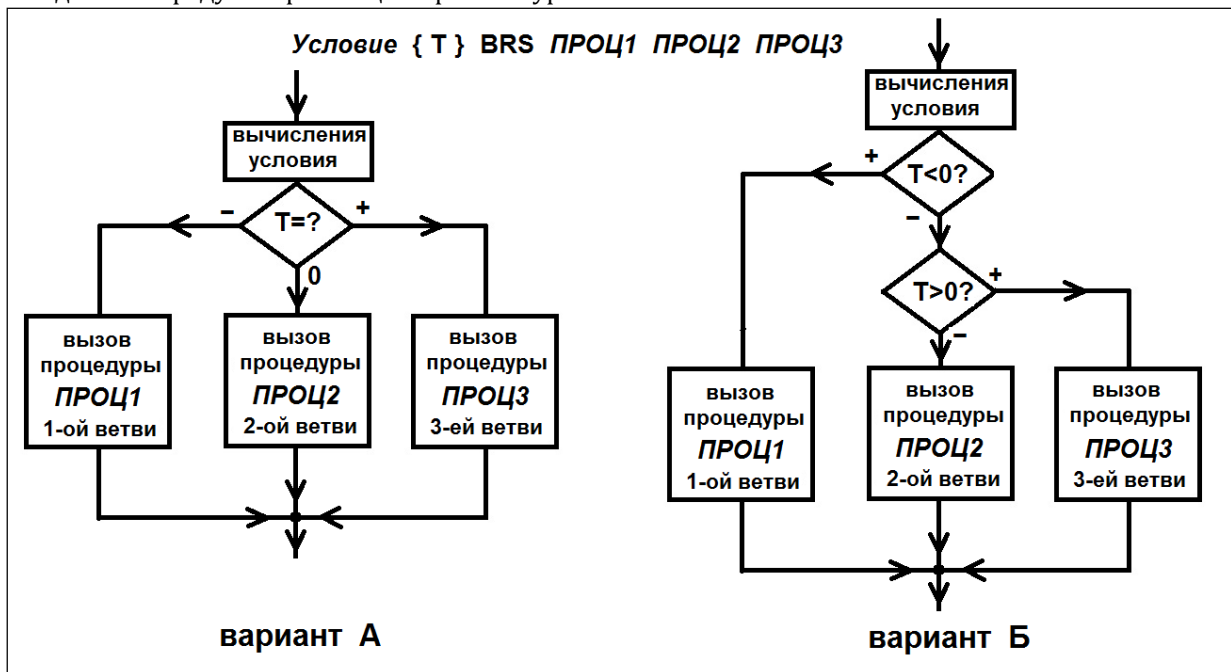 Условие { T } BRS ПРОЦ1 ПРОЦ2 ПРОЦ3
вычисления
условия
T=?
–
+
0
вызов
процедуры
ПРОЦ1
1-ой ветви
вызов
процедуры
ПРОЦ2
2-ой ветви
вызов
процедуры
ПРОЦ3
3-ей ветви
вариант А
вычисления
условия
T<0?
+
–
T>0?
+
–
вызов
процедуры
ПРОЦ1
1-ой ветви
вызов
процедуры
ПРОЦ2
2-ой ветви
вызов
процедуры
ПРОЦ3
3-ей ветви
вариант Б